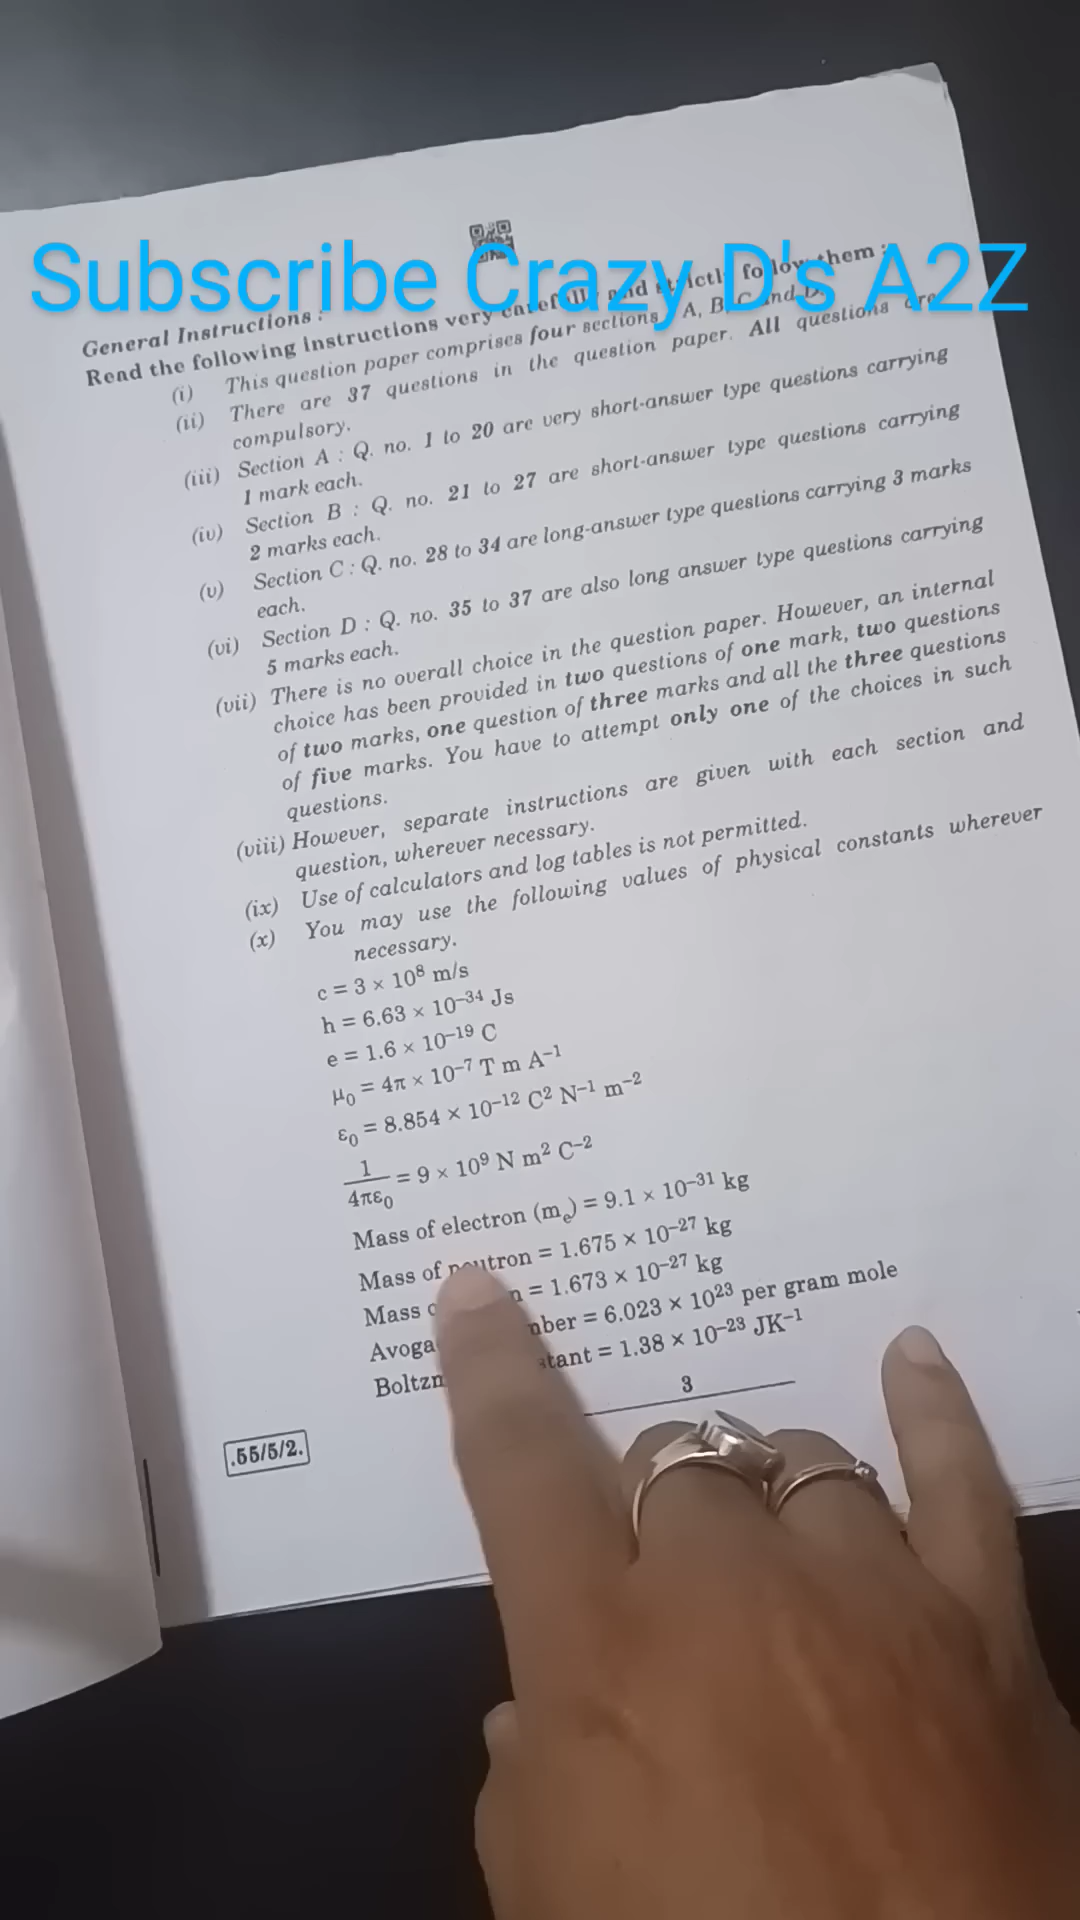 Subscribe Crazy D's A2Z
General Instructions :
Read the following instructions very carefully and strictly follow them :
(i) This question paper comprises four sections A, B, C and D.
(ii) There are 37 questions in the question paper. All questions are
compulsory.
(iii) Section A : Q. no. 1 to 20 are very short-answer type questions carrying
1 mark each.
(iv) Section B : Q. no. 21 to 27 are short-answer type questions carrying
2 marks each.
(v) Section C : Q. no. 28 to 34 are long-answer type questions carrying 3 marks
each.
(vi) Section D : Q. no. 35 to 37 are also long answer type questions carrying
5 marks each.
(vii) There is no overall choice in the question paper. However, an internal
choice has been provided in two questions of one mark, two questions
of two marks, one question of three marks and all the three questions
of five marks. You have to attempt only one of the choices in such
questions.
(viii) However, separate instructions are given with each section and
question, wherever necessary.
(ix) Use of calculators and log tables is not permitted.
(x) You may use the following values of physical constants wherever
necessary.
c = 3 × 10⁸ m/s
h = 6.63 × 10⁻³⁴ Js
e = 1.6 × 10⁻¹⁹ C
μ₀ = 4π × 10⁻⁷ T m A⁻¹
ε₀ = 8.854 × 10⁻¹² C² N⁻¹ m⁻²
1/4πε₀ = 9 × 10⁹ N m² C⁻²
Mass of electron (mₑ) = 9.1 × 10⁻³¹ kg
Mass of neutron = 1.675 × 10⁻²⁷ kg
Mass = 1.673 × 10⁻²⁷ kg
= 6.023 × 10²³ per gram mole
= 1.38 × 10⁻²³ JK⁻¹
3
.55/5/2.